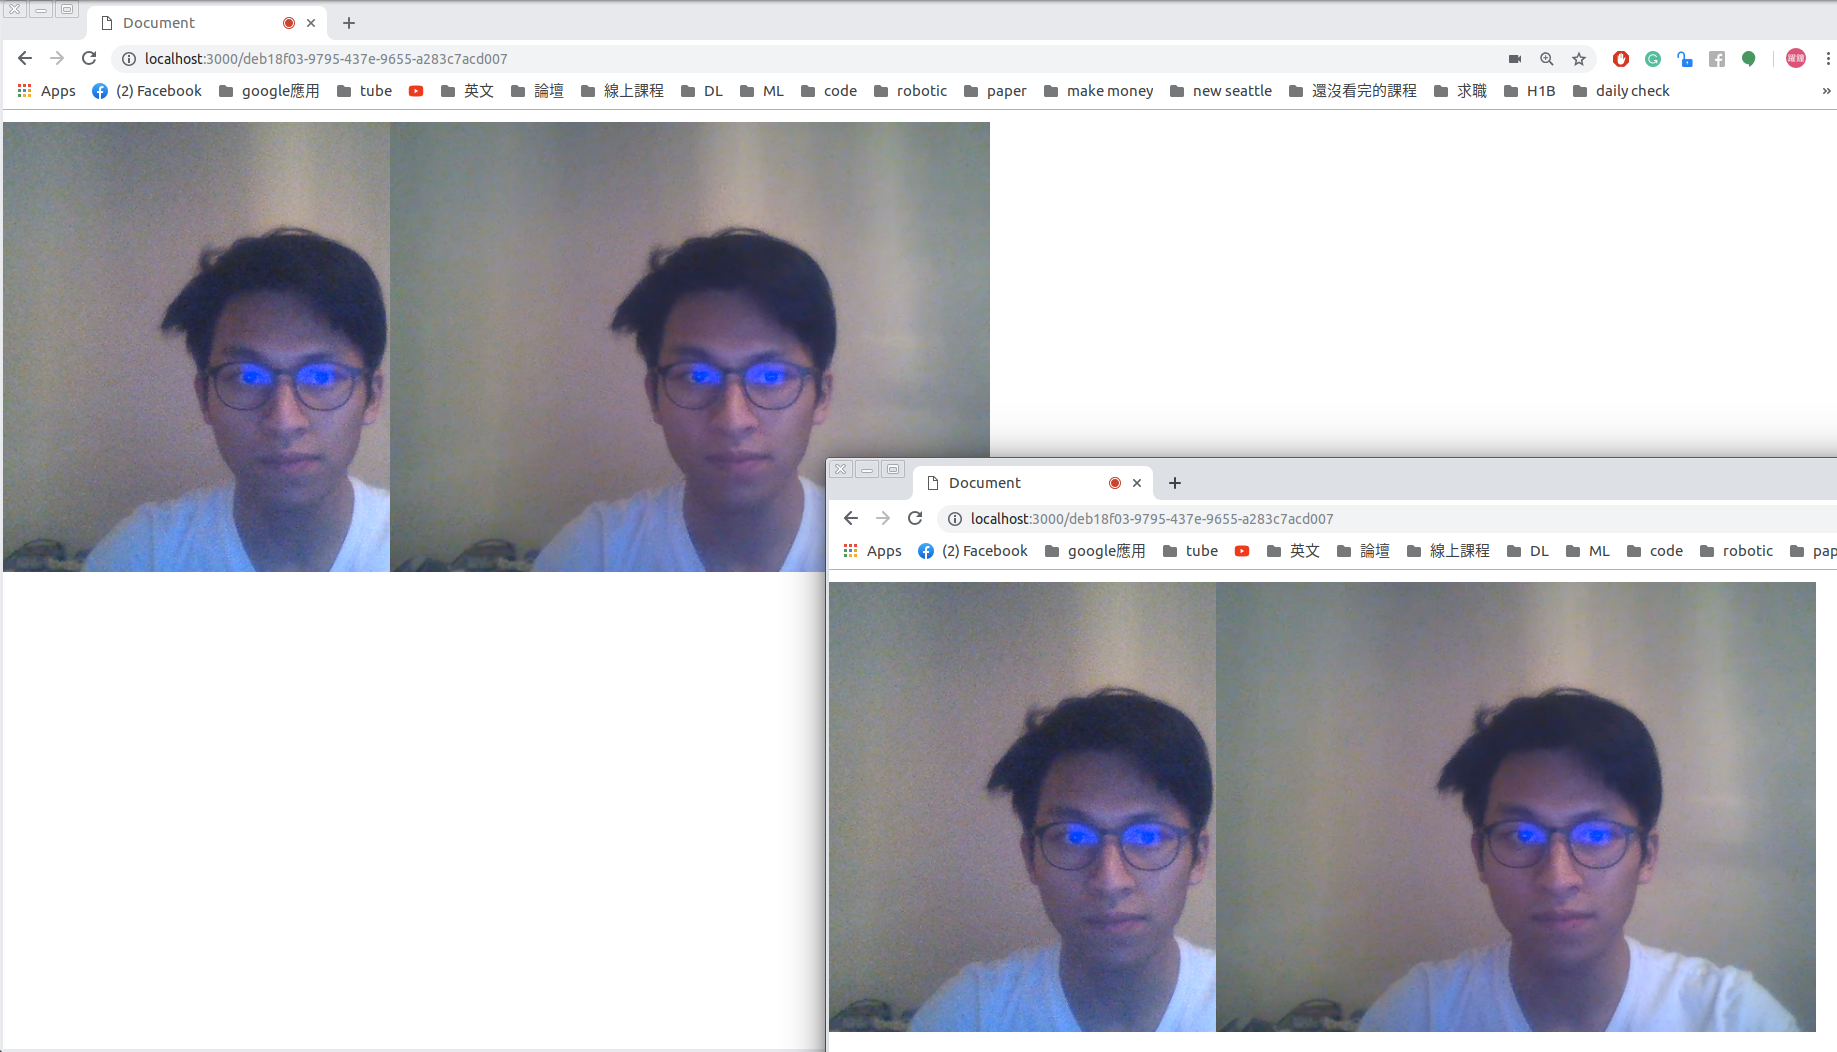 Document
localhost:3000/deb18f03-9795-437e-9655-a283c7acd007
Apps (2) Facebook google應用 tube 英文 論壇 線上課程 DL ML code robotic paper make money new seattle 還沒看完的課程 求職 H1B daily check »
Document
localhost:3000/deb18f03-9795-437e-9655-a283c7acd007
Apps (2) Facebook google應用 tube 英文 論壇 線上課程 DL ML code robotic pap